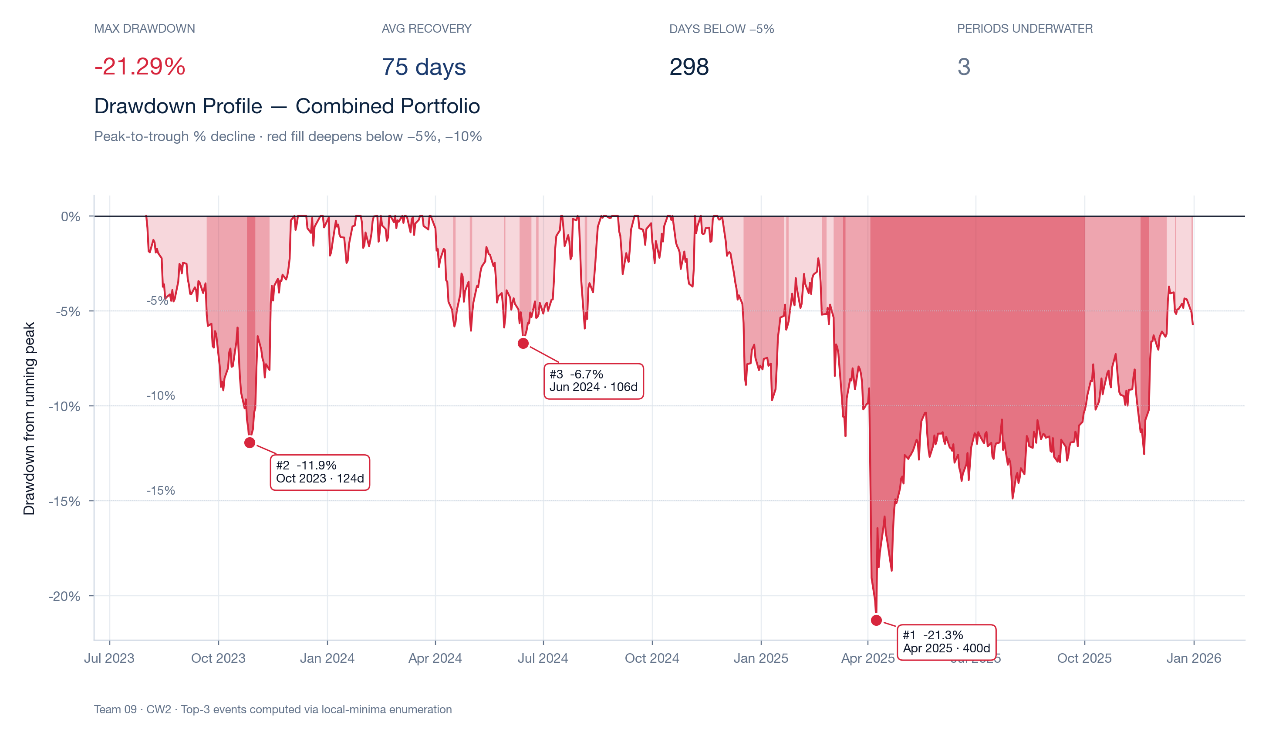 MAX DRAWDOWN
AVG RECOVERY
DAYS BELOW −5%
PERIODS UNDERWATER
-21.29%
75 days
298
3
Drawdown Profile — Combined Portfolio
Peak-to-trough % decline · red fill deepens below −5%, −10%
Drawdown from running peak
0%
-5%
-10%
-15%
-20%
-5%
-10%
-15%
#3 -6.7%
Jun 2024 · 106d
#2 -11.9%
Oct 2023 · 124d
#1 -21.3%
Apr 2025 · 400d
Jul 2023
Oct 2023
Jan 2024
Apr 2024
Jul 2024
Oct 2024
Jan 2025
Apr 2025
Jul 2025
Oct 2025
Jan 2026
Team 09 · CW2 · Top-3 events computed via local-minima enumeration